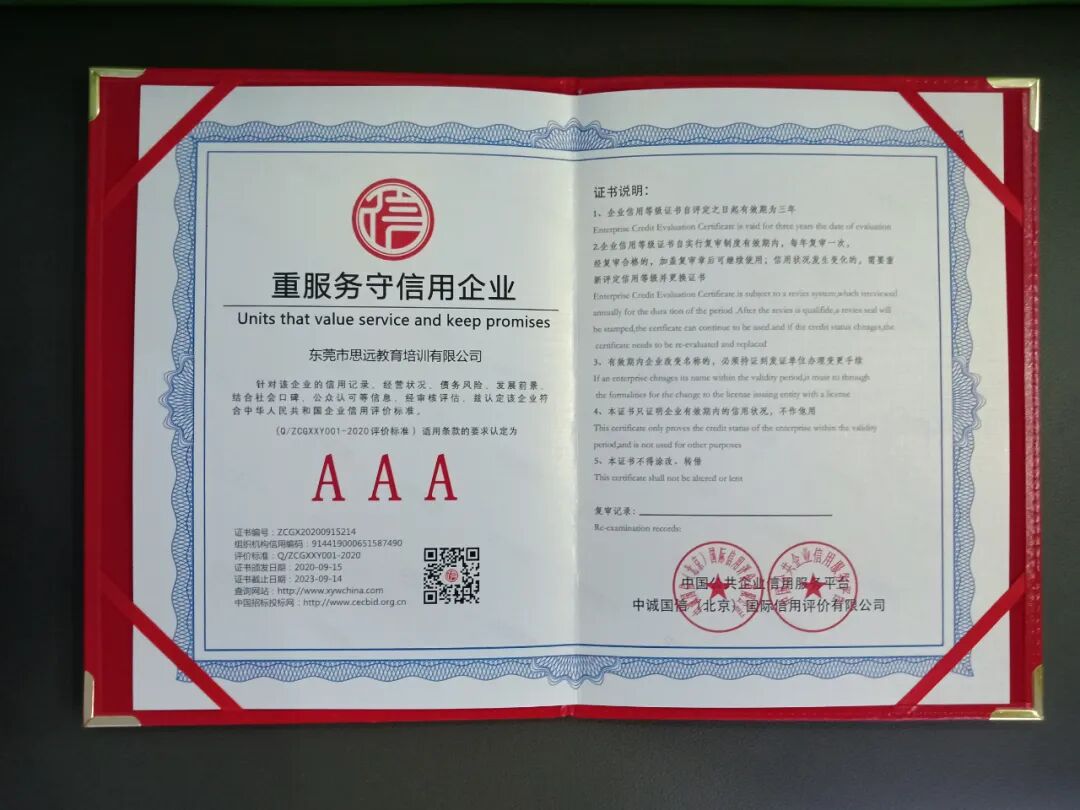 信
重服务守信用企业
Units that value service and keep promises
东莞市思远教育培训有限公司
针对该企业的信用记录、经营状况、债务风险、发展前景、
结合社会口碑、公众认可等信息、经审核评估、兹认定该企业符
合中华人民共和国企业信用评价标准。
（Q/ZCGXXY001-2020评价标准 ）适用条款的要求认定为
AAA
证书编号：ZCGX20200915214
组织机构信用编码：914419000651587490
评价标准：Q/ZCGXXY001-2020
证书颁发日期：2020-09-15
证书截止日期：2023-09-14
查询网站：http://www.xywchina.com
中国招标投标网：http://www.cecbid.org.cn
证书说明：
1、企业信用等级证书自评定之日起有效期为三年
Enterprise Credit Evaluation Certificate is vaid for three years the date of evaluation
2.企业信用等级证书自实行复审制度有效期内，每年复审一次，
经复审合格的，加盖复审章后可继续使用；信用状况发生变化的，需要重
新评定信用等级并更换证书
Enterprise Credit Evaluation Certificate is subject to a revies system,which isreviewed
annually for the dura tion of the period .After the revies is qualifide,a revies seal will
be stamped,the certficate can continue to be used.and if the credit status chnages,the
certificate needs to be re-evaluated and replaced
3、有效期内企业改变名称的，必须持证到发证单位办理变更手续
If an enterprise chnages its name within the validity period,it must to through
the formalities for the change to the license issuing entity with a license
4、本证书只证明企业有效期内的信用状况，不作他用
This certificate only proves the credit status of the enterprise within the validity
period,and is not used for other purposes
5、本证书不得涂改、转借
This certificate shall not be altered or lent
复审记录：
Re-examination records:
中国公共企业信用服务平台
中诚国信（北京）国际信用评价有限公司